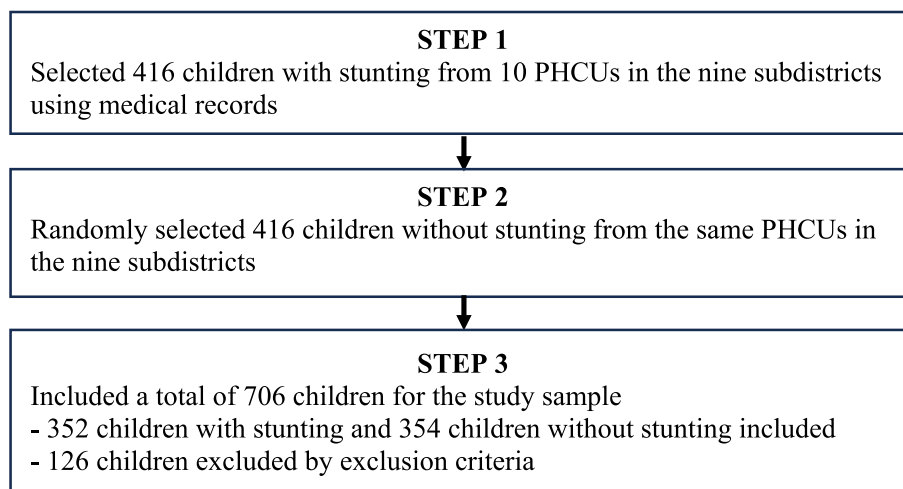 STEP 1
Selected 416 children with stunting from 10 PHCUs in the nine subdistricts
using medical records
STEP 2
Randomly selected 416 children without stunting from the same PHCUs in
the nine subdistricts
STEP 3
Included a total of 706 children for the study sample
- 352 children with stunting and 354 children without stunting included
- 126 children excluded by exclusion criteria